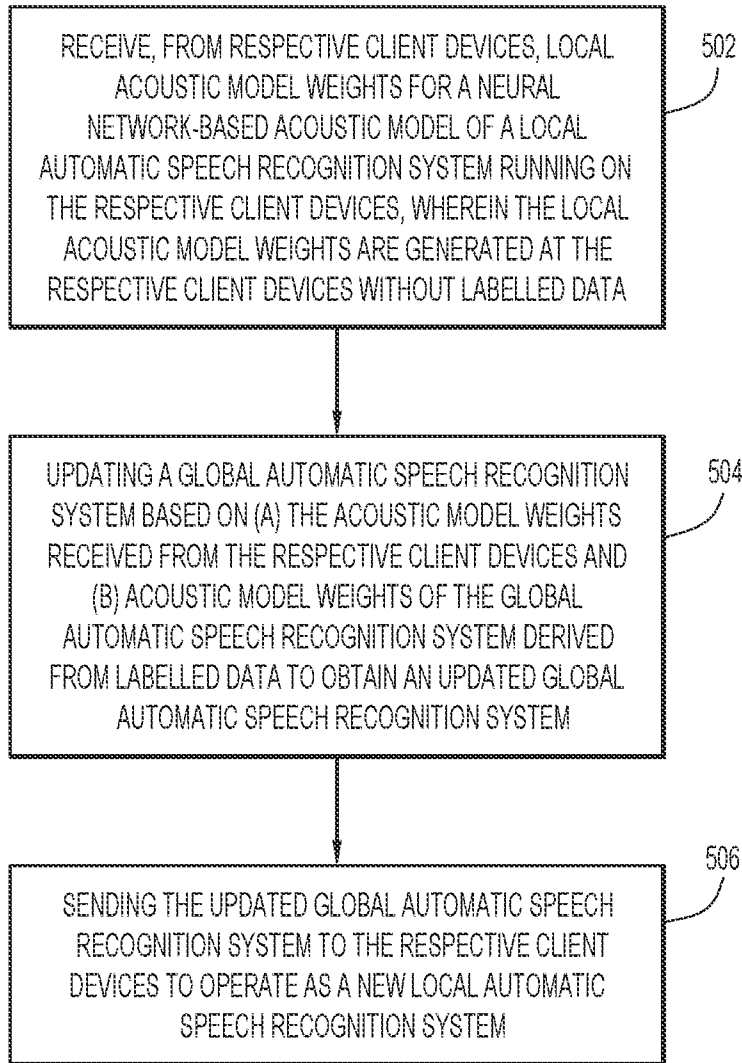 RECEIVE, FROM RESPECTIVE CLIENT DEVICES, LOCAL
ACOUSTIC MODEL WEIGHTS FOR A NEURAL
NETWORK-BASED ACOUSTIC MODEL OF A LOCAL
AUTOMATIC SPEECH RECOGNITION SYSTEM RUNNING ON
THE RESPECTIVE CLIENT DEVICES, WHEREIN THE LOCAL
ACOUSTIC MODEL WEIGHTS ARE GENERATED AT THE
RESPECTIVE CLIENT DEVICES WITHOUT LABELLED DATA
502
UPDATING A GLOBAL AUTOMATIC SPEECH RECOGNITION
SYSTEM BASED ON (A) THE ACOUSTIC MODEL WEIGHTS
RECEIVED FROM THE RESPECTIVE CLIENT DEVICES AND
(B) ACOUSTIC MODEL WEIGHTS OF THE GLOBAL
AUTOMATIC SPEECH RECOGNITION SYSTEM DERIVED
FROM LABELLED DATA TO OBTAIN AN UPDATED GLOBAL
AUTOMATIC SPEECH RECOGNITION SYSTEM
504
SENDING THE UPDATED GLOBAL AUTOMATIC SPEECH
RECOGNITION SYSTEM TO THE RESPECTIVE CLIENT
DEVICES TO OPERATE AS A NEW LOCAL AUTOMATIC
SPEECH RECOGNITION SYSTEM
506